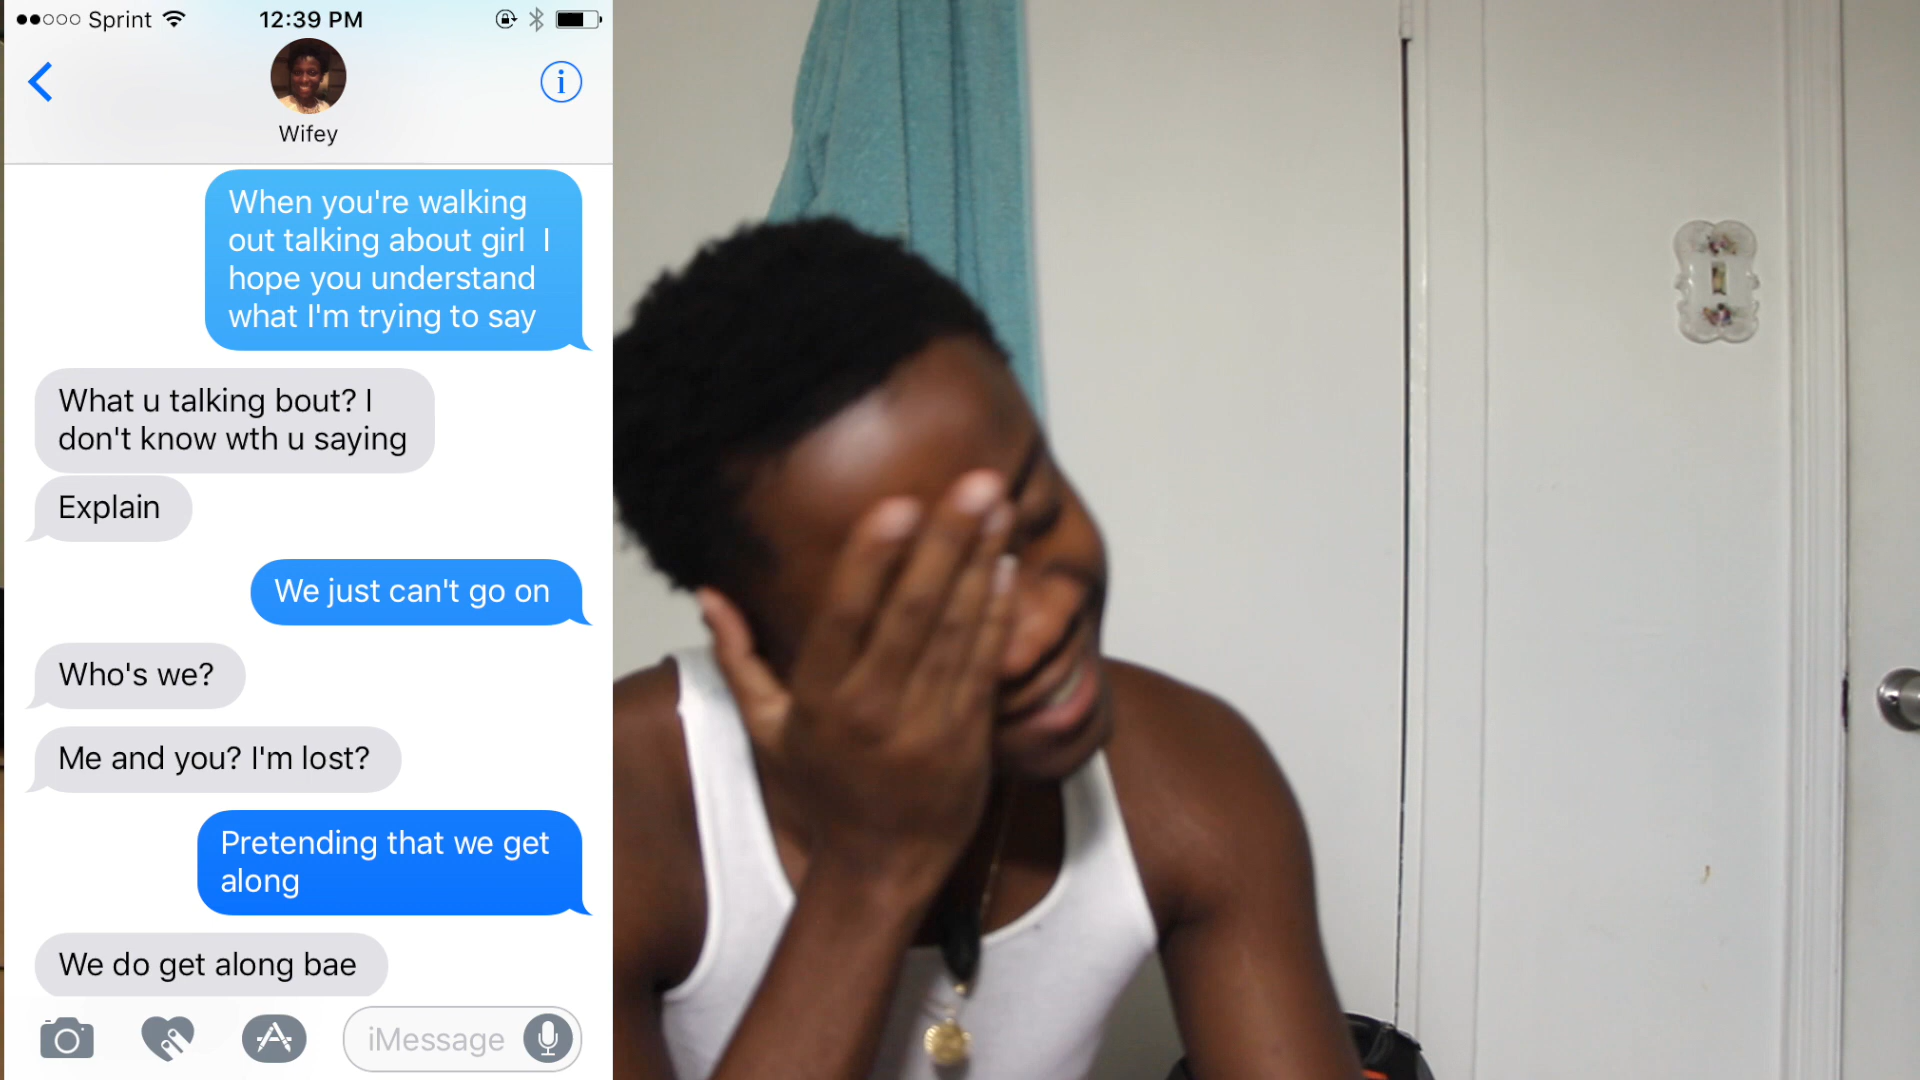 Sprint 12:39 PM
Wifey
When you're walking
out talking about girl I
hope you understand
what I'm trying to say
What u talking bout? I
don't know wth u saying
Explain
We just can't go on
Who's we?
Me and you? I'm lost?
Pretending that we get
along
We do get along bae
iMessage